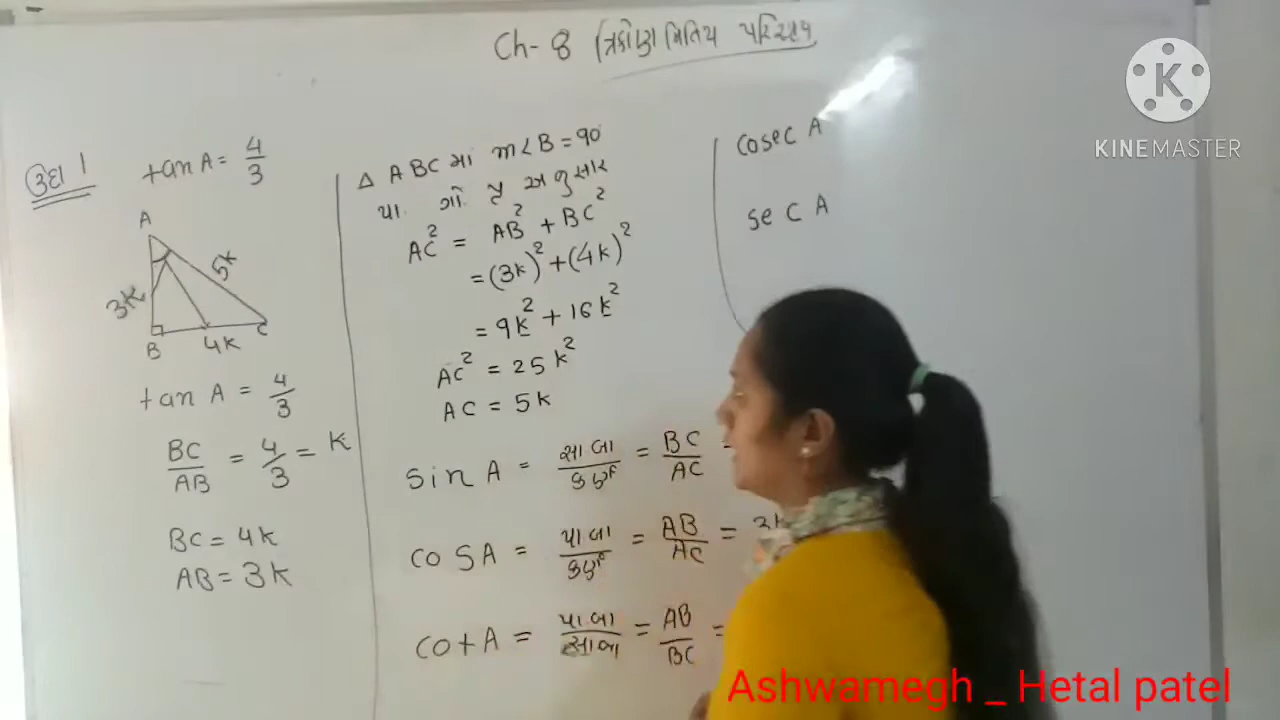 Ch- 8 ત્રિકોણમિતિય પરિચય
K
KINEMASTER
ઉદા 1
tan A = 4/3
A
3k
5k
B
4k
C
tan A = 4/3
BC/AB = 4/3 = k
BC = 4k
AB = 3k
Δ ABC માં m∠B = 90°
પા. ગો. પ્રૂ અનુસાર
AC² = AB² + BC²
= (3k)² + (4k)²
= 9k² + 16k²
AC² = 25k²
AC = 5k
sin A = સા બા/કર્ણ = BC/AC =
cos A = પા બા/કર્ણ = AB/AC = 3k
cot A = પા બા/સા બા = AB/BC =
cosec A
sec A
Ashwamegh _ Hetal patel